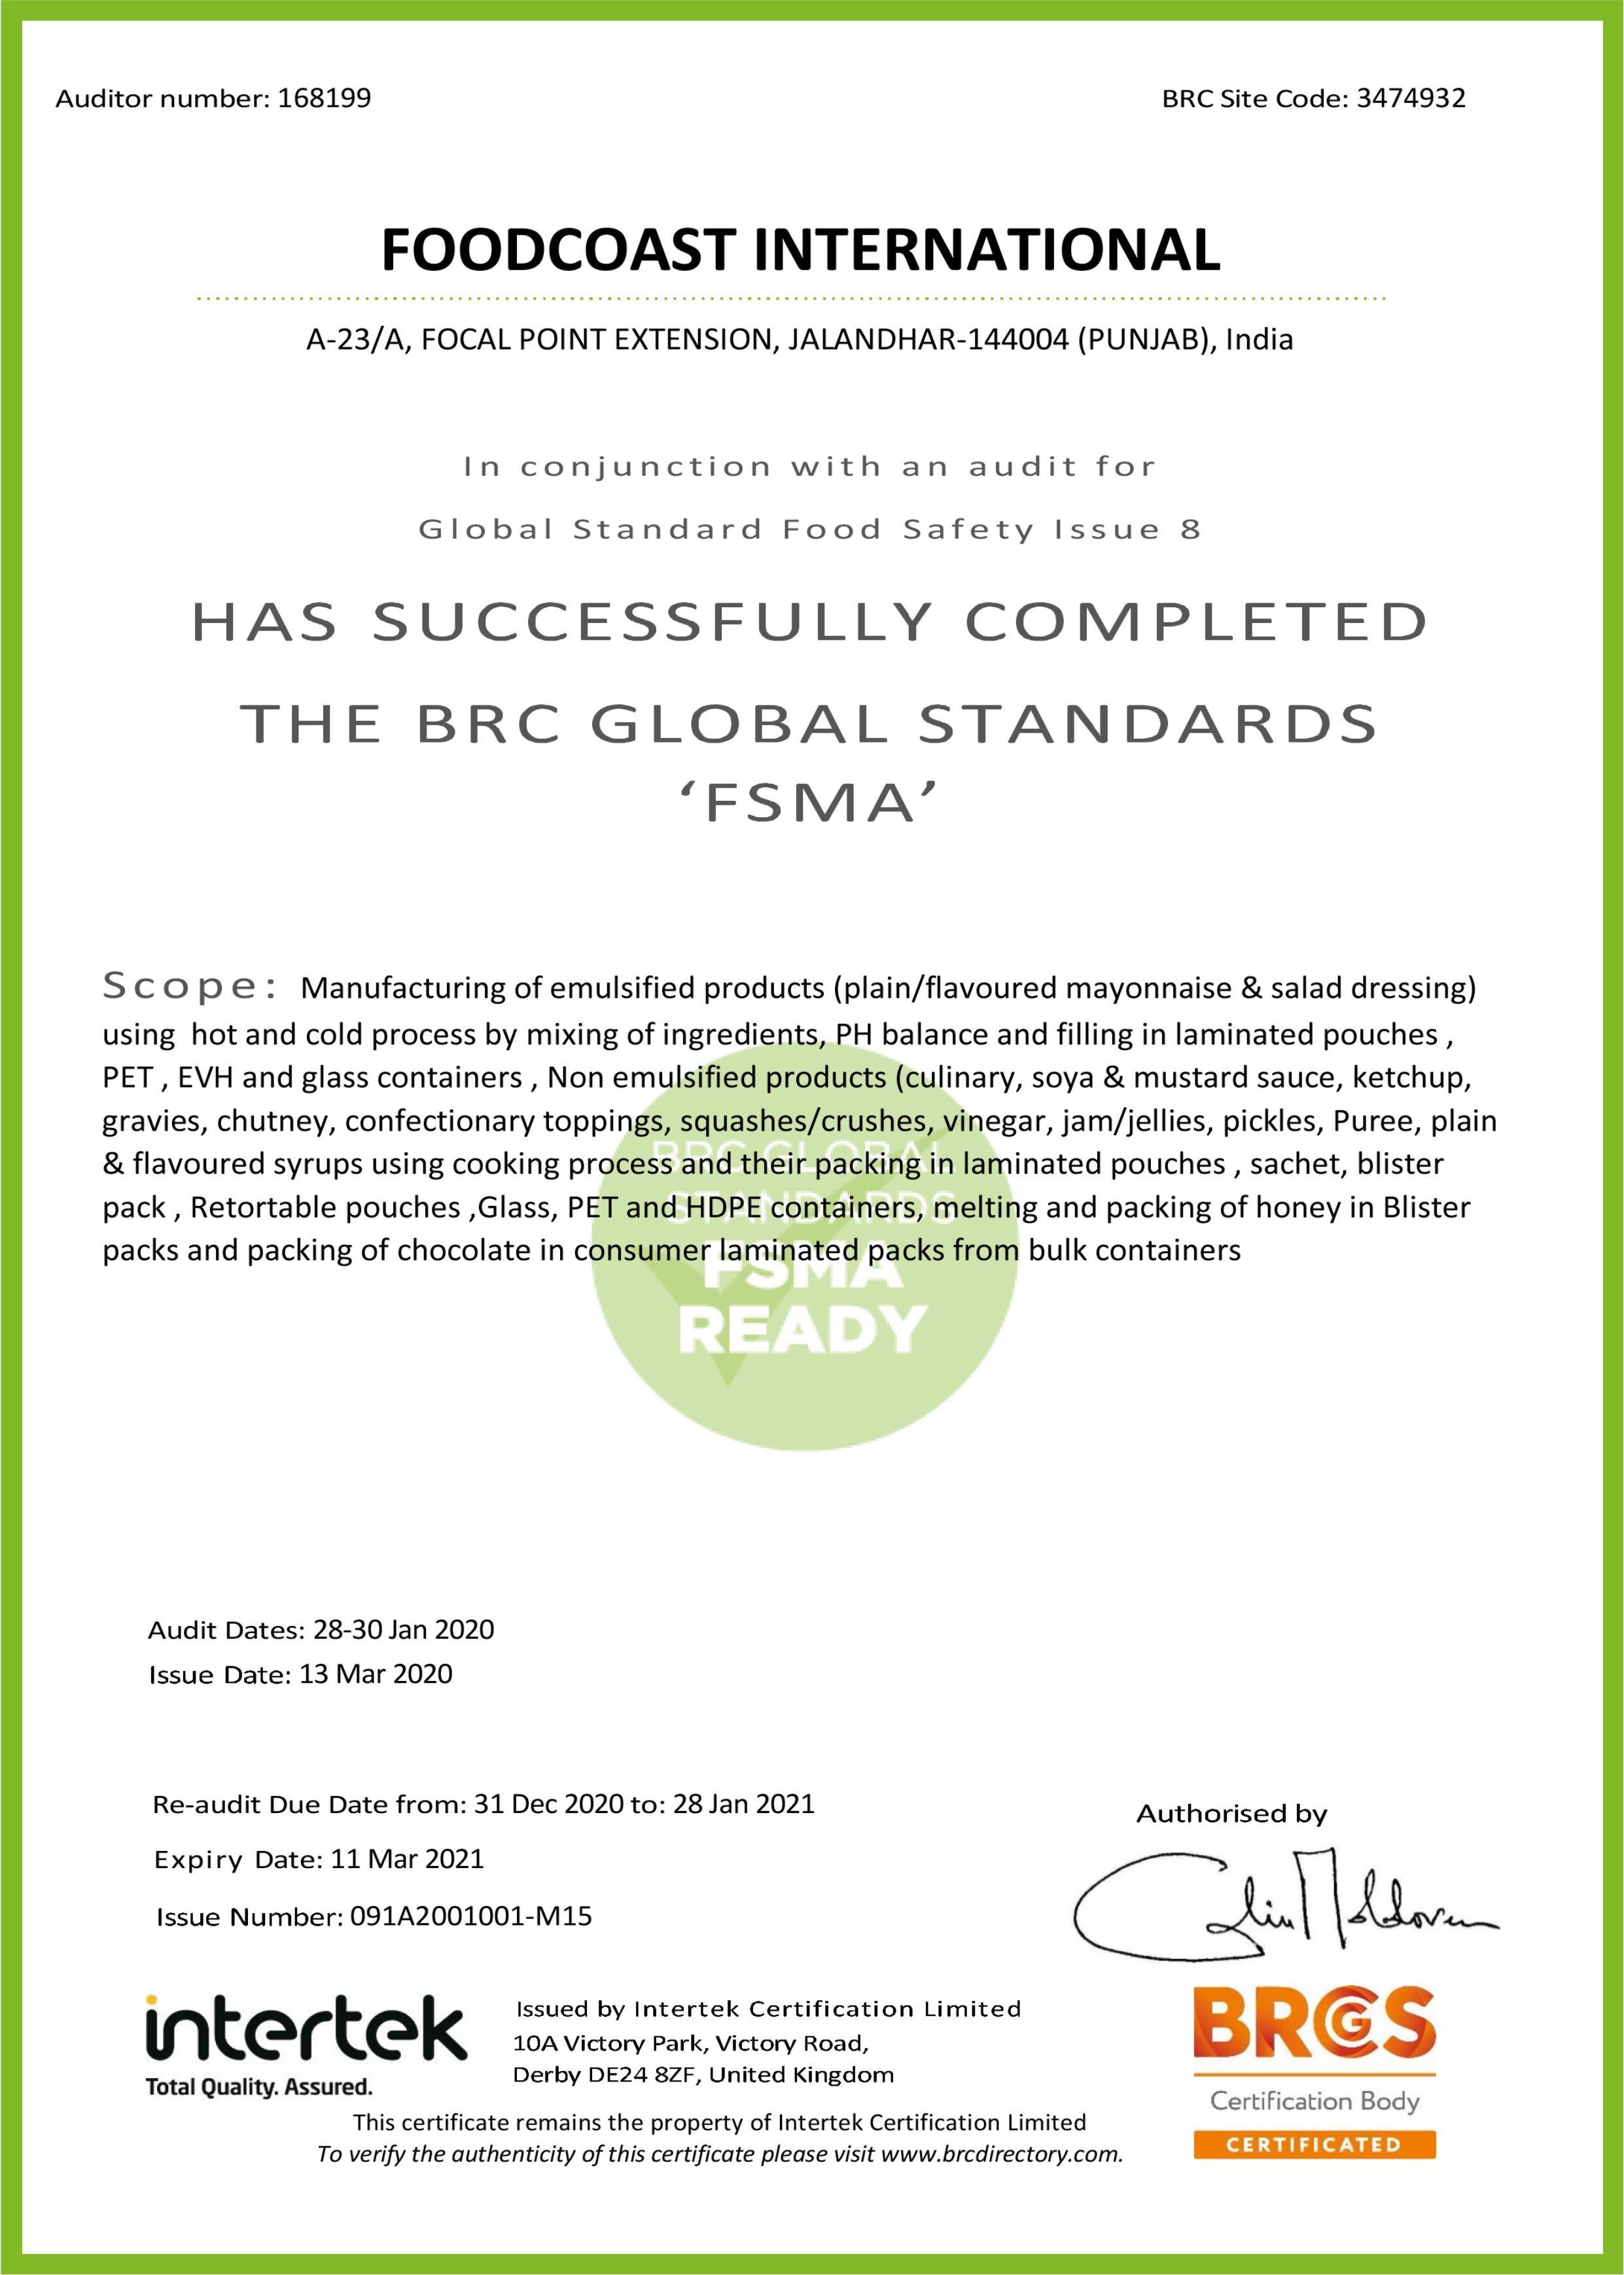 Auditor number: 168199
BRC Site Code: 3474932
FOODCOAST INTERNATIONAL
A-23/A, FOCAL POINT EXTENSION, JALANDHAR-144004 (PUNJAB), India
In conjunction with an audit for
Global Standard Food Safety Issue 8
HAS SUCCESSFULLY COMPLETED
THE BRC GLOBAL STANDARDS
‘FSMA’
Scope: Manufacturing of emulsified products (plain/flavoured mayonnaise & salad dressing)
using hot and cold process by mixing of ingredients, PH balance and filling in laminated pouches ,
PET , EVH and glass containers , Non emulsified products (culinary, soya & mustard sauce, ketchup,
gravies, chutney, confectionary toppings, squashes/crushes, vinegar, jam/jellies, pickles, Puree, plain
& flavoured syrups using cooking process and their packing in laminated pouches , sachet, blister
pack , Retortable pouches ,Glass, PET and HDPE containers, melting and packing of honey in Blister
packs and packing of chocolate in consumer laminated packs from bulk containers
BRC GLOBAL
STANDARDS
FSMA
READY
Audit Dates: 28-30 Jan 2020
Issue Date: 13 Mar 2020
Re-audit Due Date from: 31 Dec 2020 to: 28 Jan 2021
Expiry Date: 11 Mar 2021
Issue Number: 091A2001001-M15
Authorised by
intertek
Total Quality. Assured.
Issued by Intertek Certification Limited
10A Victory Park, Victory Road,
Derby DE24 8ZF, United Kingdom
This certificate remains the property of Intertek Certification Limited
To verify the authenticity of this certificate please visit www.brcdirectory.com.
BRCGS
Certification Body
CERTIFICATED